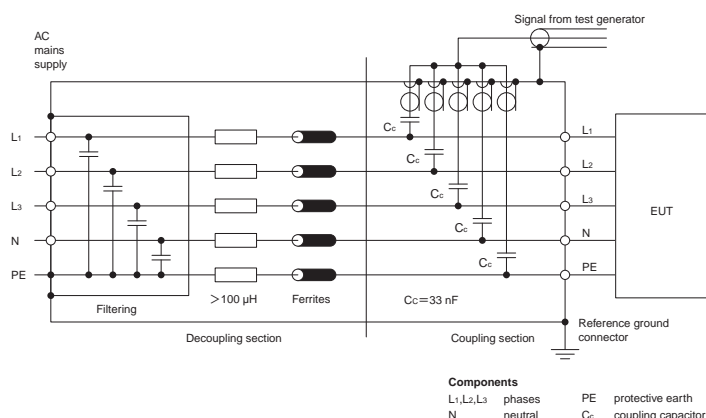 Signal from test generator
AC
mains
supply
L₁
L₂
L₃
N
PE
Cc
Cc
Cc
Cc
Cc
L₁
L₂
L₃
N
PE
EUT
Filtering
>100 µH
Ferrites
Cc=33 nF
Decoupling section
Coupling section
Reference ground
connector
Components
L₁,L₂,L₃ phases PE protective earth
N neutral Cc coupling capacitor